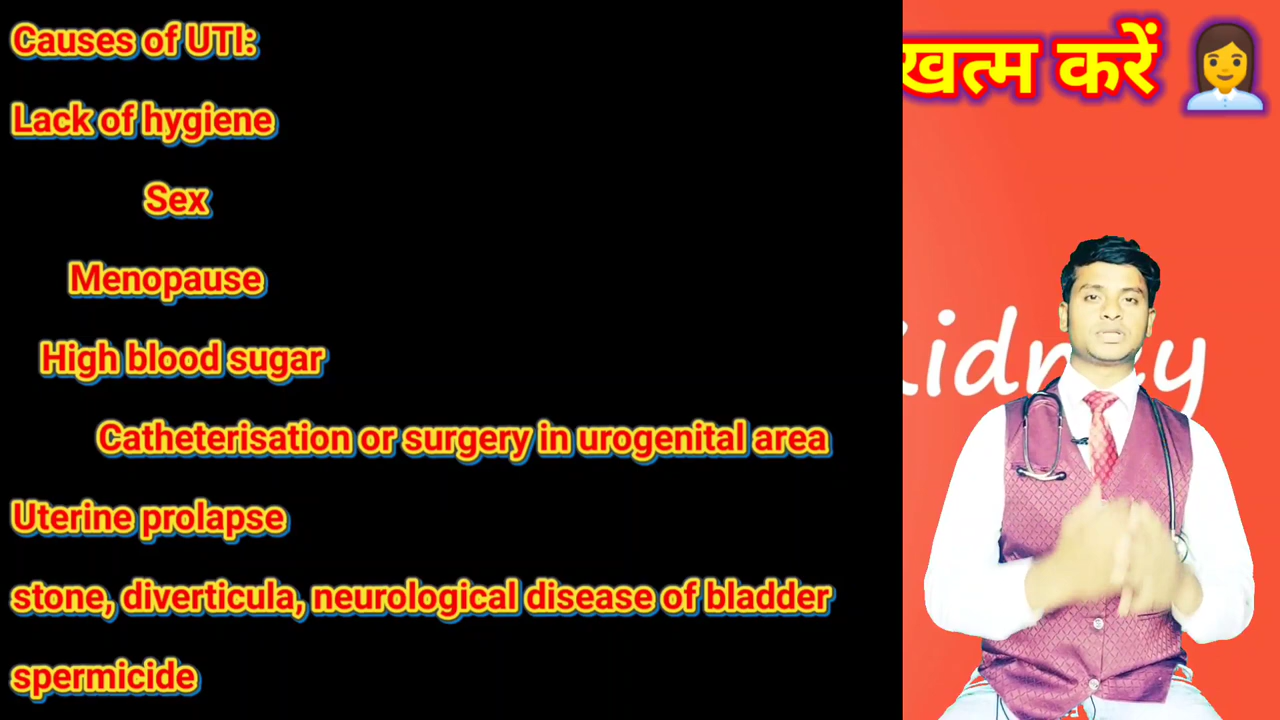 Causes of UTI:
Lack of hygiene
Sex
Menopause
High blood sugar
Catheterisation or surgery in urogenital area
Uterine prolapse
stone, diverticula, neurological disease of bladder
spermicide
खत्म करें